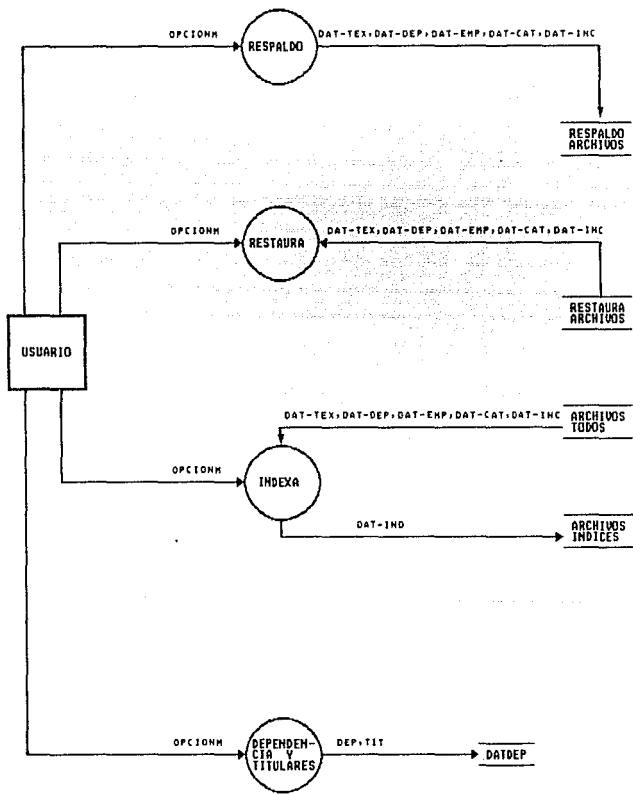 OPCIONM
RESPALDO
DAT-TEX,DAT-DEP,DAT-EMP,DAT-CAT,DAT-INC
RESPALDO
ARCHIVOS
OPCIONM
RESTAURA
DAT-TEX,DAT-DEP,DAT-EMP,DAT-CAT,DAT-INC
RESTAURA
ARCHIVOS
USUARIO
DAT-TEX,DAT-DEP,DAT-EMP,DAT-CAT,DAT-INC
ARCHIVOS
TODOS
OPCIONM
INDEXA
DAT-IND
ARCHIVOS
INDICES
OPCIONM
DEPENDEN-
CIA Y
TITULARES
DEP,TIT
DATDEP